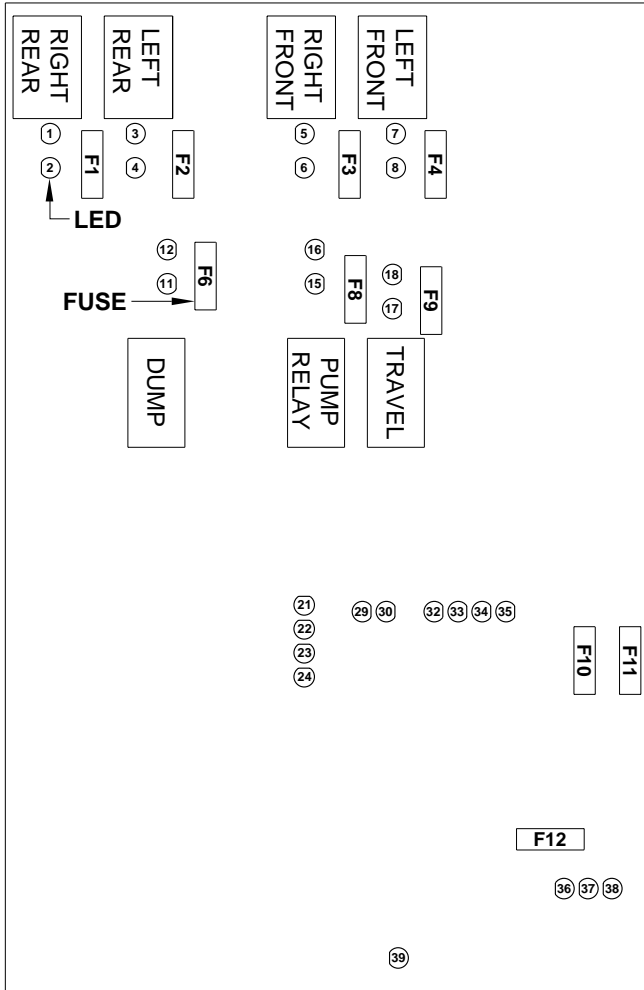 RIGHT
REAR
LEFT
REAR
RIGHT
FRONT
LEFT
FRONT
1
3
5
7
F1
F2
F3
F4
2
4
6
8
LED
12
11
F6
16
15
F8
18
17
F9
FUSE
DUMP
PUMP
RELAY
TRAVEL
21
22
23
24
29 30
32 33 34 35
F10
F11
F12
36 37 38
39